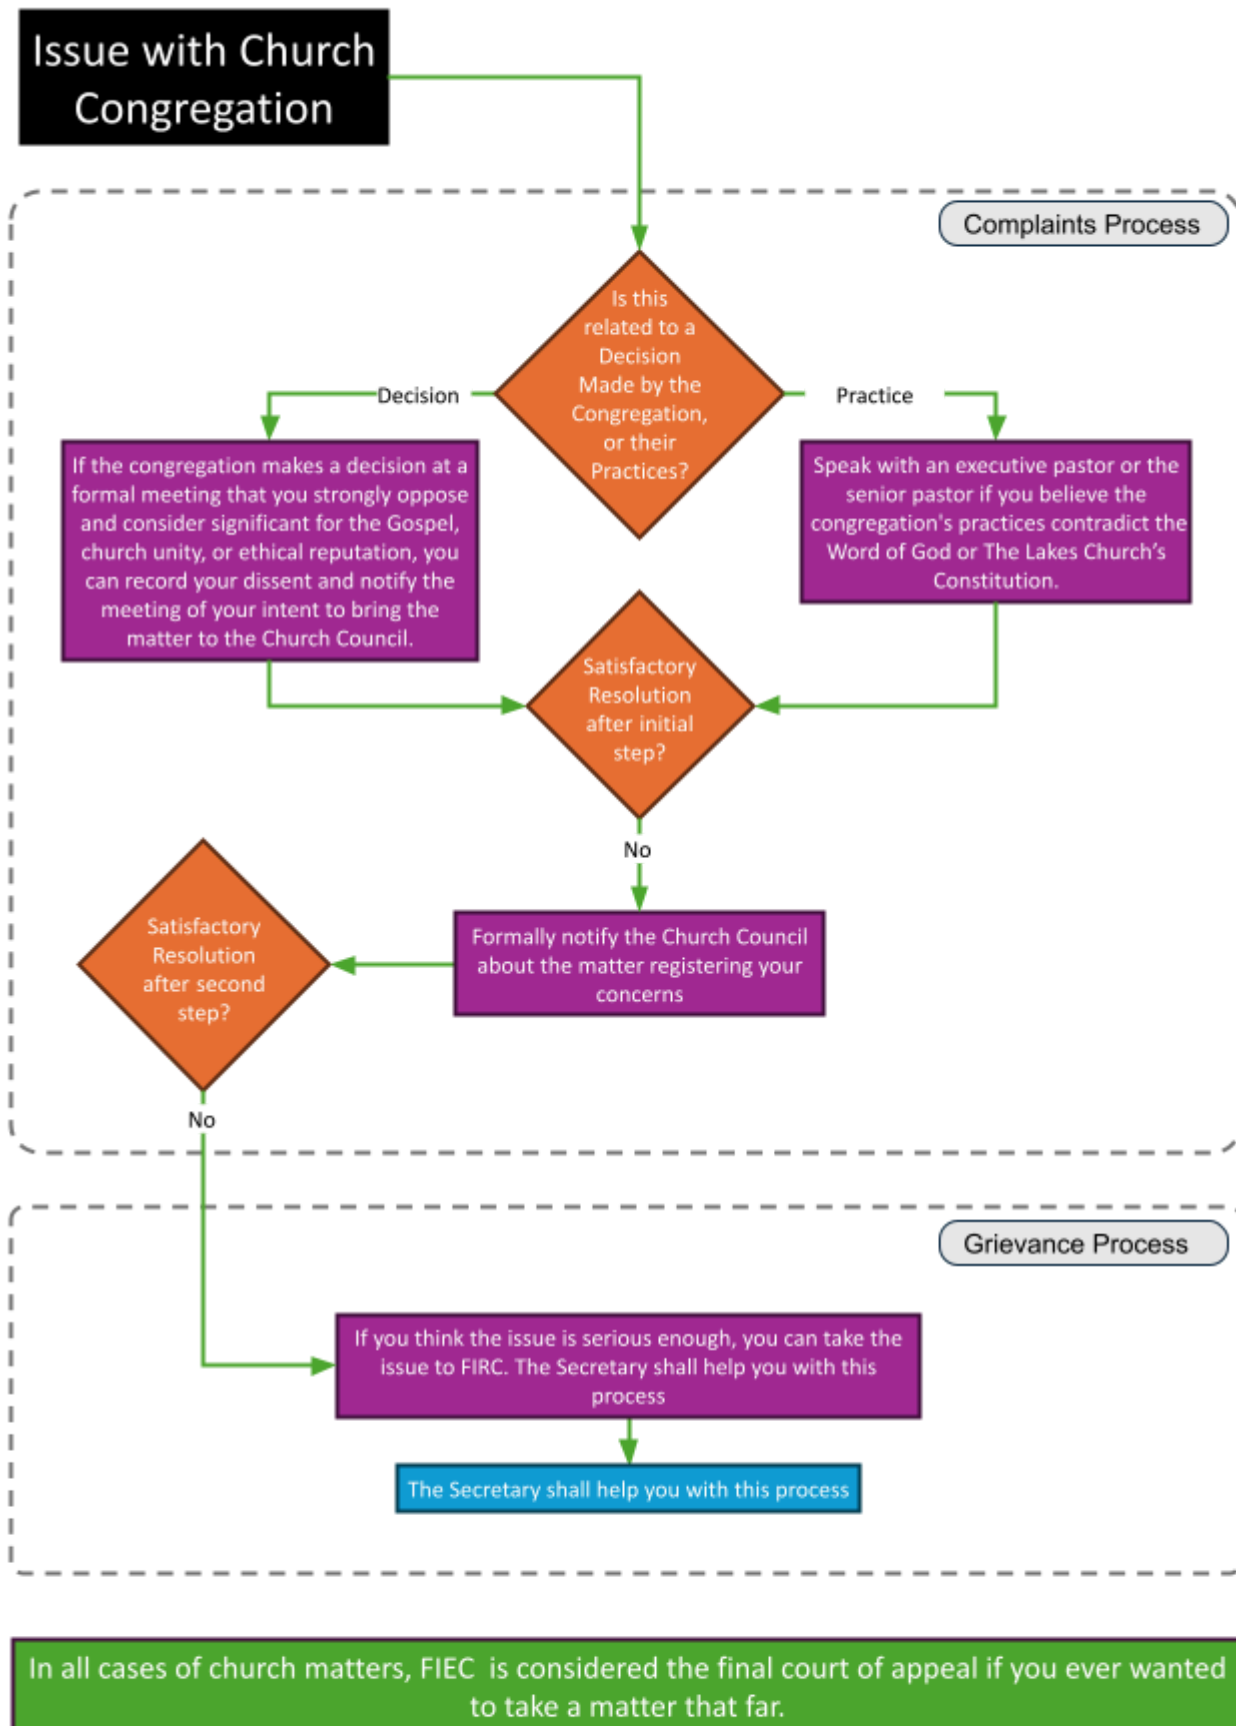 Issue with Church
Congregation
Complaints Process
Is this
related to a
Decision
Made by the
Congregation,
or their
Practices?
Decision
Practice
If the congregation makes a decision at a
formal meeting that you strongly oppose
and consider significant for the Gospel,
church unity, or ethical reputation, you
can record your dissent and notify the
meeting of your intent to bring the
matter to the Church Council.
Speak with an executive pastor or the
senior pastor if you believe the
congregation's practices contradict the
Word of God or The Lakes Church's
Constitution.
Satisfactory
Resolution
after initial
step?
No
Formally notify the Church Council
about the matter registering your
concerns
Satisfactory
Resolution
after second
step?
No
Grievance Process
If you think the issue is serious enough, you can take the
issue to FIRC. The Secretary shall help you with this
process
The Secretary shall help you with this process
In all cases of church matters, FIEC is considered the final court of appeal if you ever wanted
to take a matter that far.